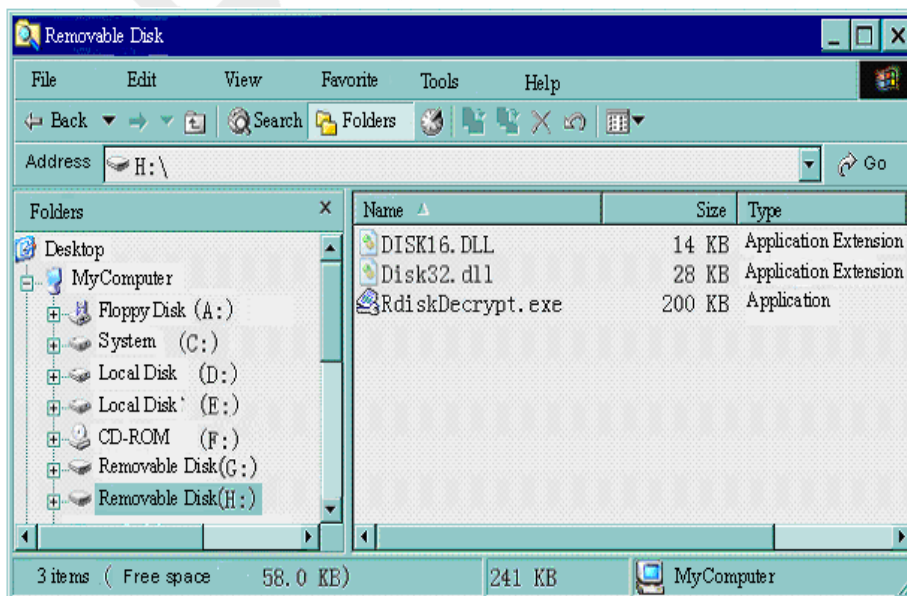 Removable Disk
File Edit View Favorite Tools Help
Back Search Folders
Address H:\ Go
Folders x Name Size Type
Desktop
MyComputer
Floppy Disk (A:)
System (C:)
Local Disk (D:)
Local Disk' (E:)
CD-ROM (F:)
Removable Disk(G:)
Removable Disk(H:)
DISK16.DLL 14 KB Application Extension
Disk32.dll 28 KB Application Extension
RdiskDecrypt.exe 200 KB Application
3 items ( Free space 58.0 KB) 241 KB MyComputer